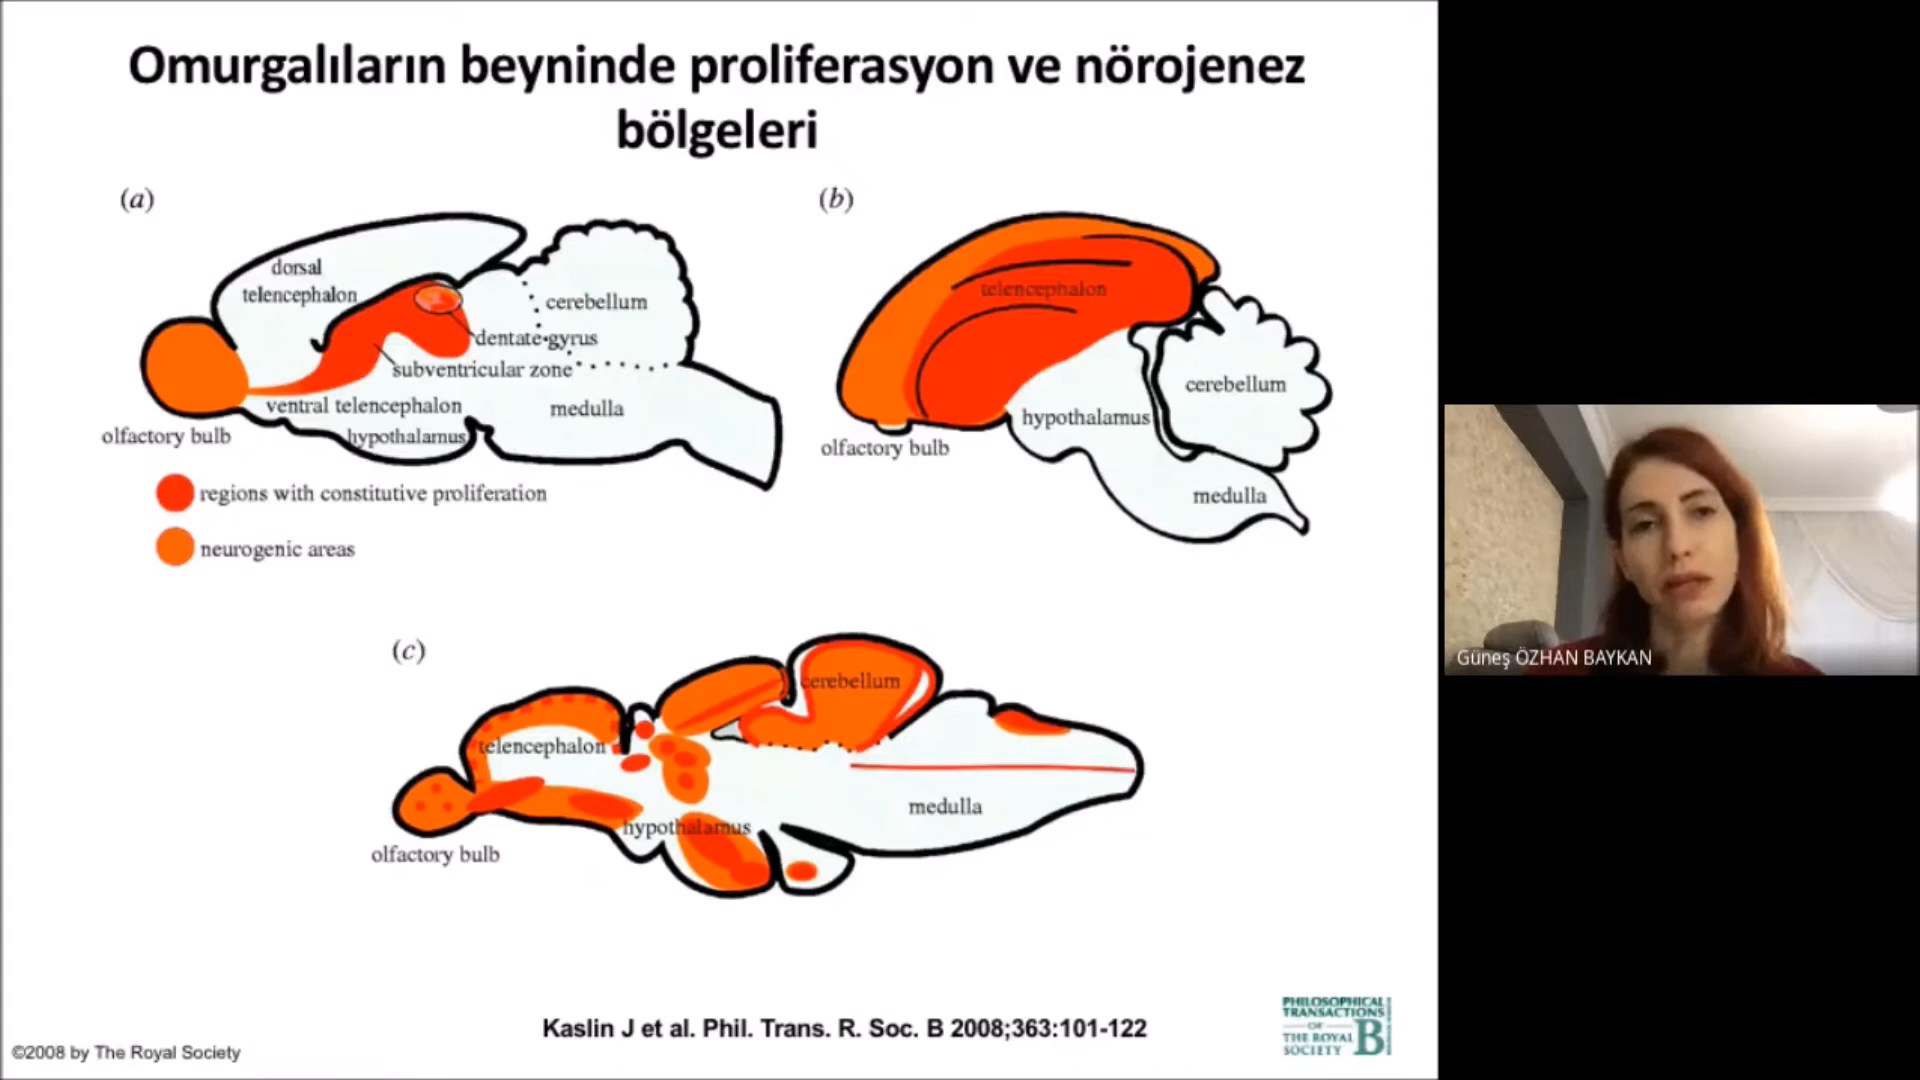 Omurgalıların beyninde proliferasyon ve nörojenez
bölgeleri
(a)
dorsal
telencephalon
cerebellum
dentate gyrus
subventricular zone
ventral telencephalon
medulla
olfactory bulb
hypothalamus
regions with constitutive proliferation
neurogenic areas
(b)
telencephalon
cerebellum
hypothalamus
olfactory bulb
medulla
(c)
cerebellum
telencephalon
medulla
hypothalamus
olfactory bulb
Kaslin J et al. Phil. Trans. R. Soc. B 2008;363:101-122
©2008 by The Royal Society
PHILOSOPHICAL
TRANSACTIONS
OF
THE ROYAL
SOCIETY
B
Güneş ÖZHAN BAYKAN